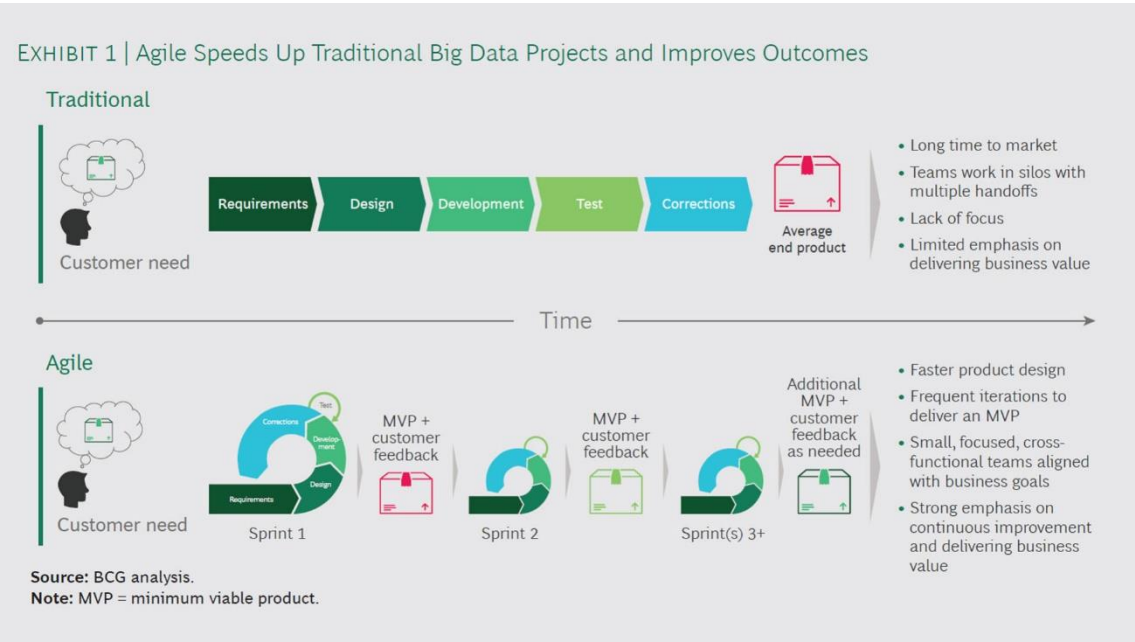 EXHIBIT 1 | Agile Speeds Up Traditional Big Data Projects and Improves Outcomes
Traditional
Customer need
Requirements
Design
Development
Test
Corrections
Average
end product
• Long time to market
• Teams work in silos with
multiple handoffs
• Lack of focus
• Limited emphasis on
delivering business value
Time
Agile
Customer need
Requirements
Design
Develop-
ment
Test
Corrections
Sprint 1
MVP +
customer
feedback
Sprint 2
MVP +
customer
feedback
Sprint(s) 3+
Additional
MVP +
customer
feedback
as needed
• Faster product design
• Frequent iterations to
deliver an MVP
• Small, focused, cross-
functional teams aligned
with business goals
• Strong emphasis on
continuous improvement
and delivering business
value
Source: BCG analysis.
Note: MVP = minimum viable product.